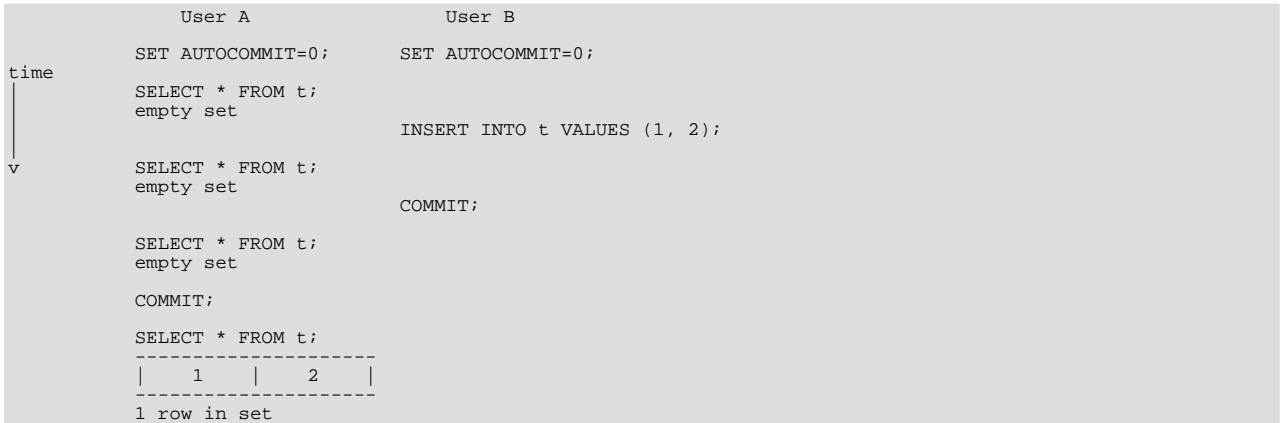 User A User B
SET AUTOCOMMIT=0; SET AUTOCOMMIT=0;
time
SELECT * FROM t;
empty set
INSERT INTO t VALUES (1, 2);
v SELECT * FROM t;
empty set
COMMIT;
SELECT * FROM t;
empty set
COMMIT;
SELECT * FROM t;
---------------------
| 1 | 2 |
---------------------
1 row in set